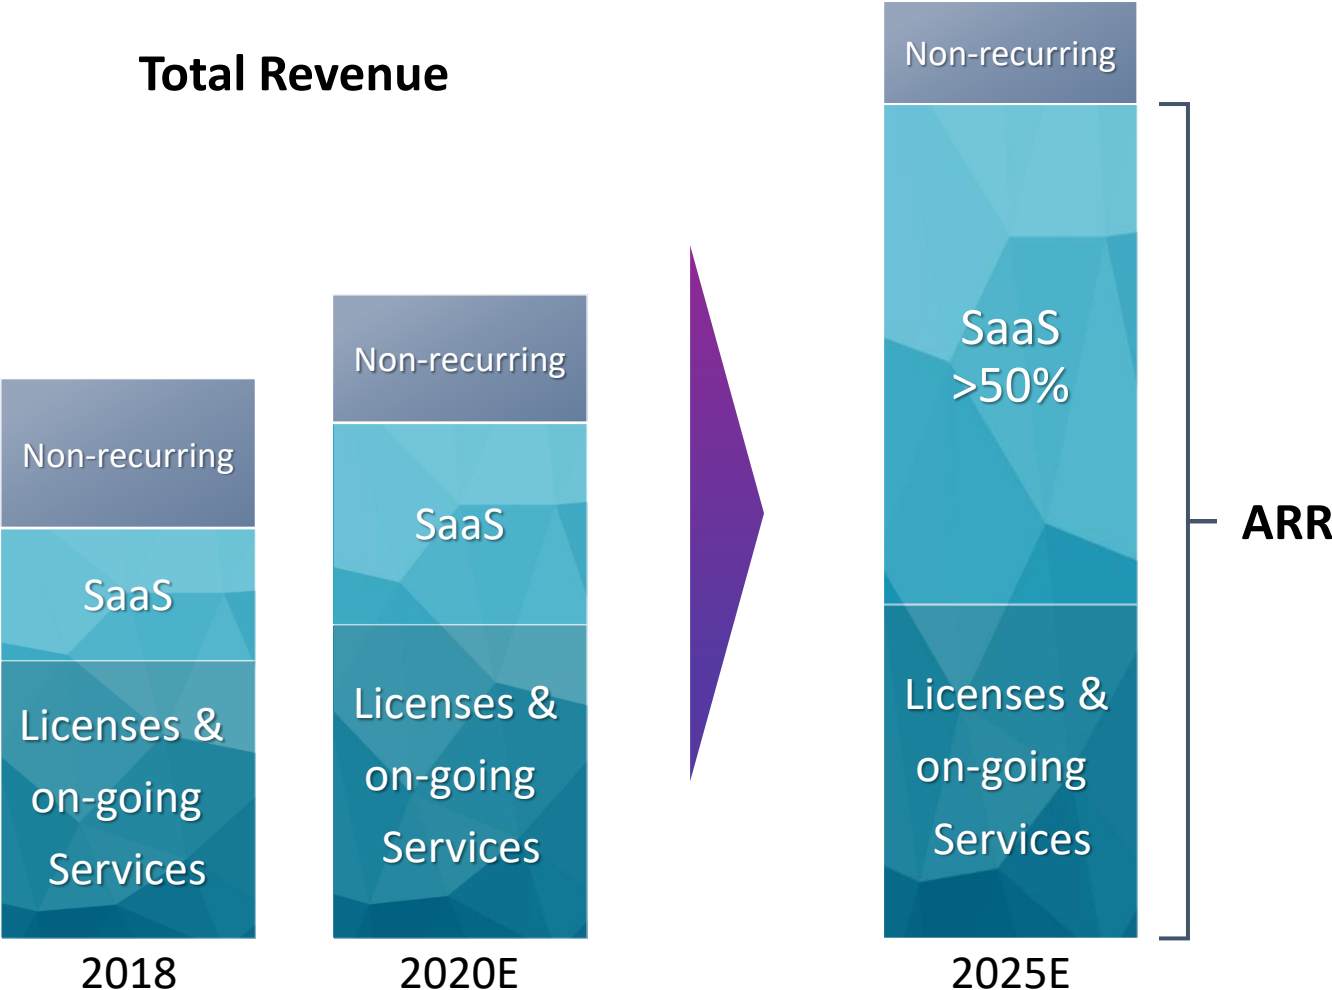 Total Revenue
Non-recurring
SaaS
Licenses &
on-going
Services
2018
Non-recurring
SaaS
Licenses &
on-going
Services
2020E
Non-recurring
SaaS
>50%
Licenses &
on-going
Services
2025E
ARR